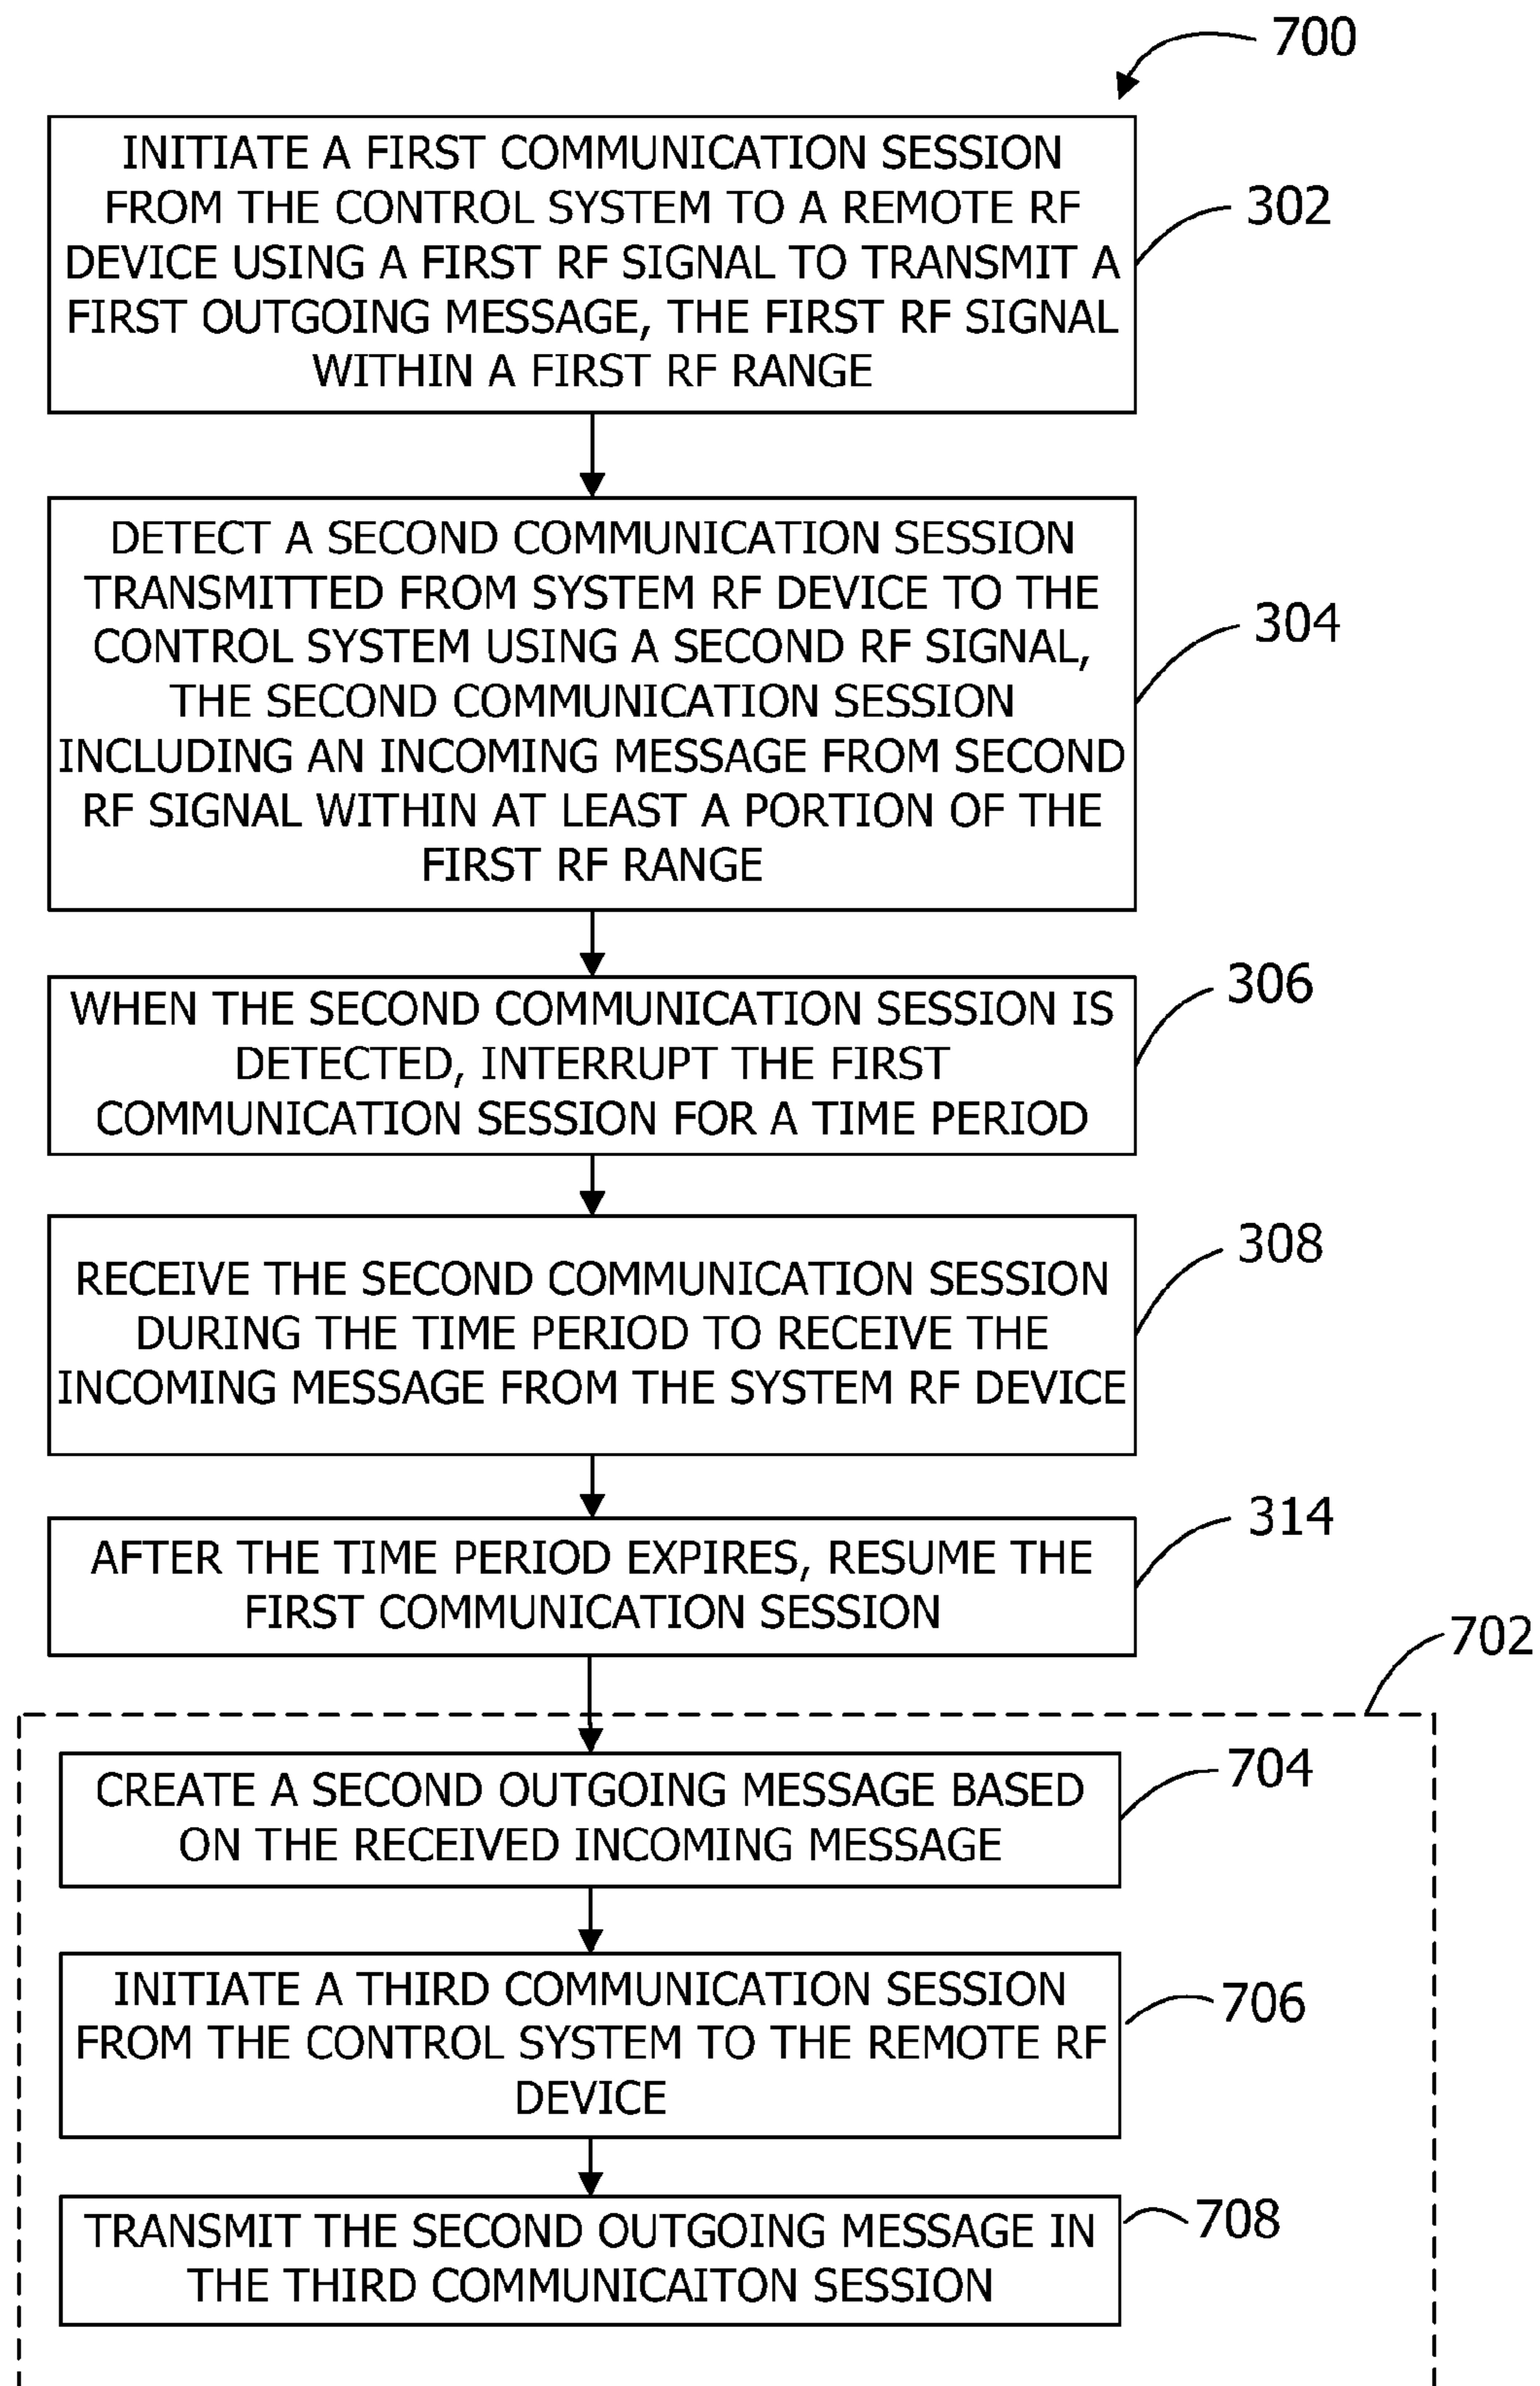 700
INITIATE A FIRST COMMUNICATION SESSION
FROM THE CONTROL SYSTEM TO A REMOTE RF
DEVICE USING A FIRST RF SIGNAL TO TRANSMIT A
FIRST OUTGOING MESSAGE, THE FIRST RF SIGNAL
WITHIN A FIRST RF RANGE
302
DETECT A SECOND COMMUNICATION SESSION
TRANSMITTED FROM SYSTEM RF DEVICE TO THE
CONTROL SYSTEM USING A SECOND RF SIGNAL,
THE SECOND COMMUNICATION SESSION
INCLUDING AN INCOMING MESSAGE FROM SECOND
RF SIGNAL WITHIN AT LEAST A PORTION OF THE
FIRST RF RANGE
304
WHEN THE SECOND COMMUNICATION SESSION IS
DETECTED, INTERRUPT THE FIRST
COMMUNICATION SESSION FOR A TIME PERIOD
306
RECEIVE THE SECOND COMMUNICATION SESSION
DURING THE TIME PERIOD TO RECEIVE THE
INCOMING MESSAGE FROM THE SYSTEM RF DEVICE
308
AFTER THE TIME PERIOD EXPIRES, RESUME THE
FIRST COMMUNICATION SESSION
314
702
CREATE A SECOND OUTGOING MESSAGE BASED
ON THE RECEIVED INCOMING MESSAGE
704
INITIATE A THIRD COMMUNICATION SESSION
FROM THE CONTROL SYSTEM TO THE REMOTE RF
DEVICE
706
TRANSMIT THE SECOND OUTGOING MESSAGE IN
THE THIRD COMMUNICAITON SESSION
708